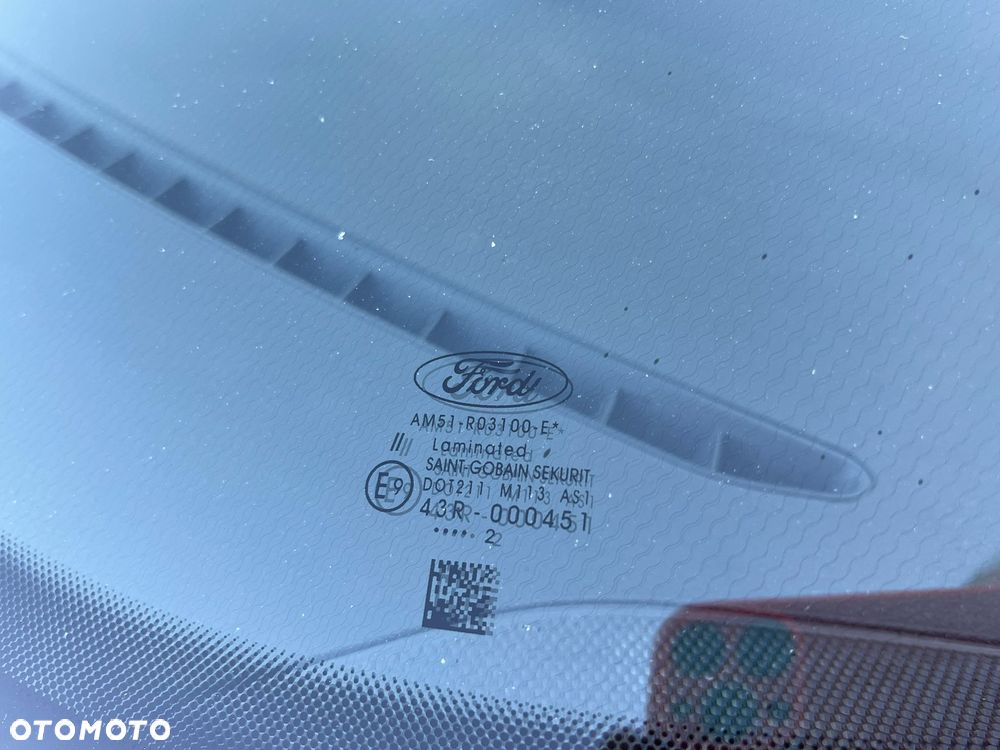 Ford
AM51-R03100-E*
// Laminated
SAINT-GOBAIN SEKURIT
E9 DOT211 M113 AS1
43R-000451
..... 2
OTOMOTO